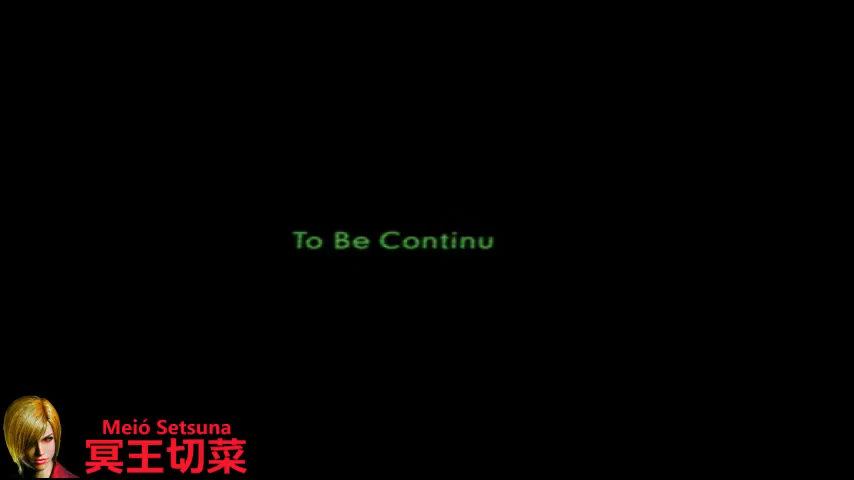 To Be Continu
Meió Setsuna
冥王切菜